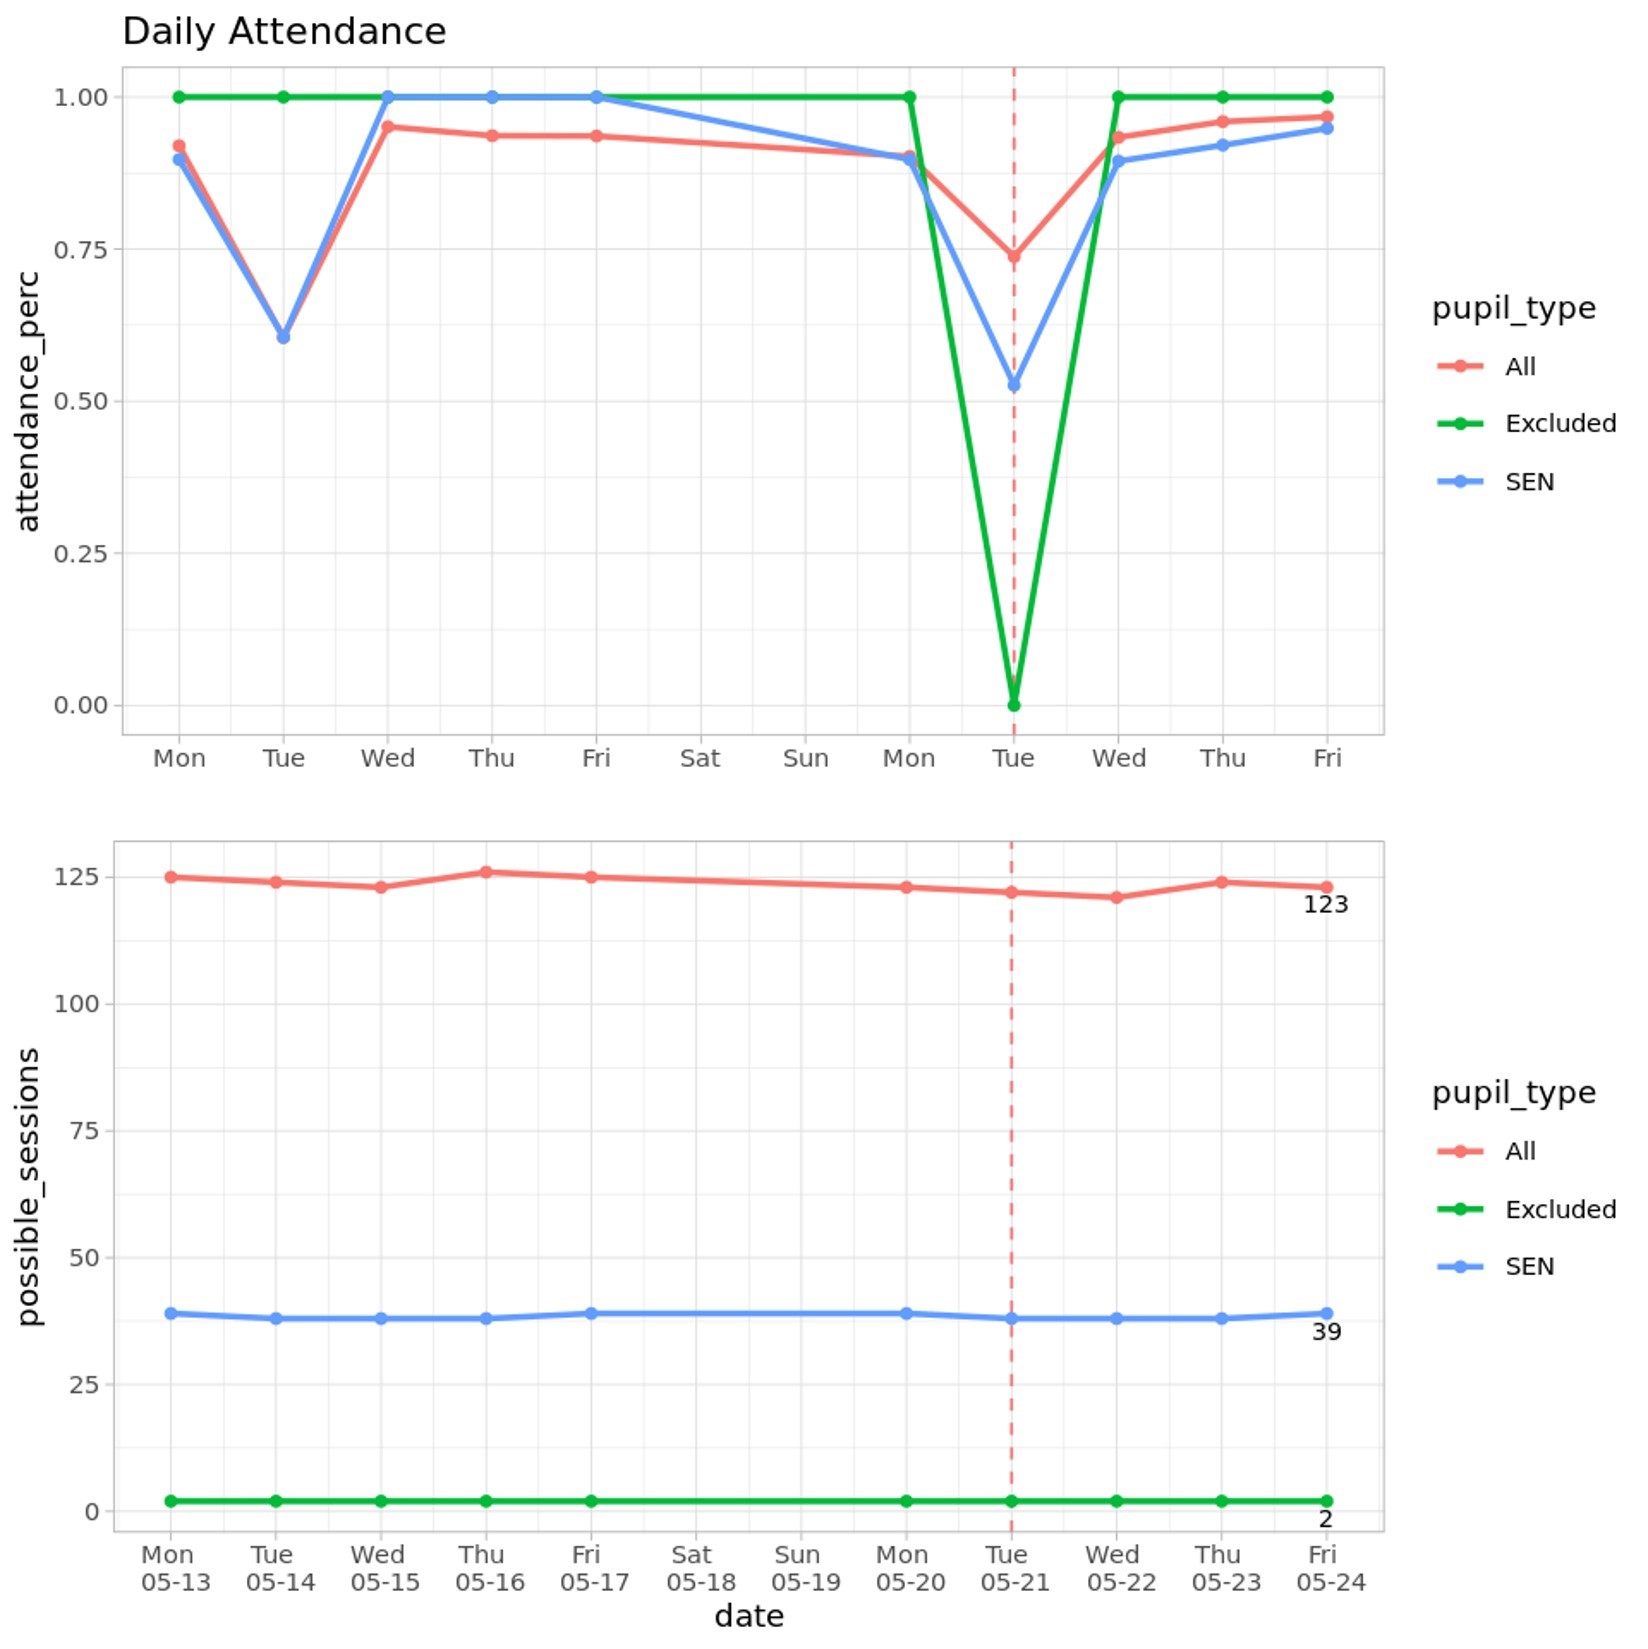 Daily Attendance
attendance_perc
1.00
0.75
0.50
0.25
0.00
Mon Tue Wed Thu Fri Sat Sun Mon Tue Wed Thu Fri
pupil_type
All
Excluded
SEN
possible_sessions
125
100
75
50
25
0
123
39
2
Mon Tue Wed Thu Fri Sat Sun Mon Tue Wed Thu Fri
05-13 05-14 05-15 05-16 05-17 05-18 05-19 05-20 05-21 05-22 05-23 05-24
date
pupil_type
All
Excluded
SEN